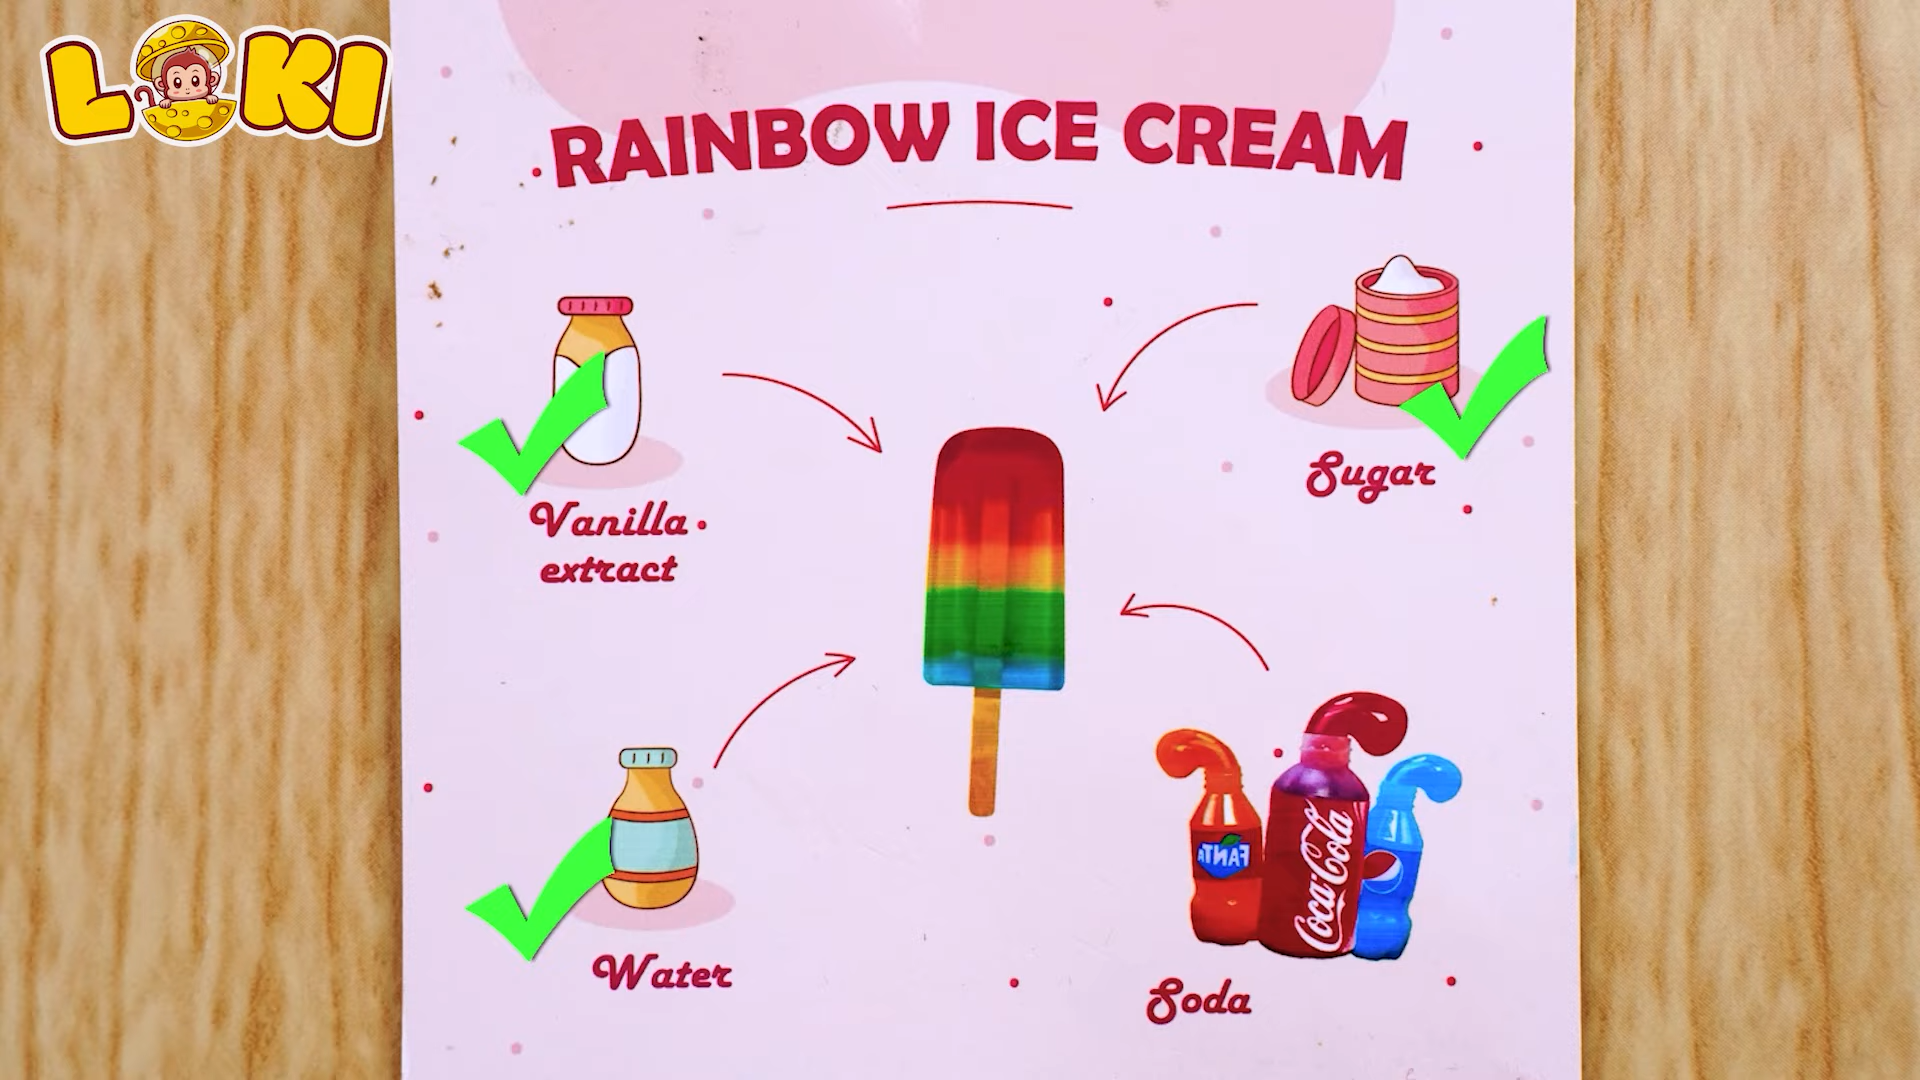 LOKI
RAINBOW ICE CREAM
Sugar
Vanilla
extract
FANTA
Coca-Cola
Water
Soda